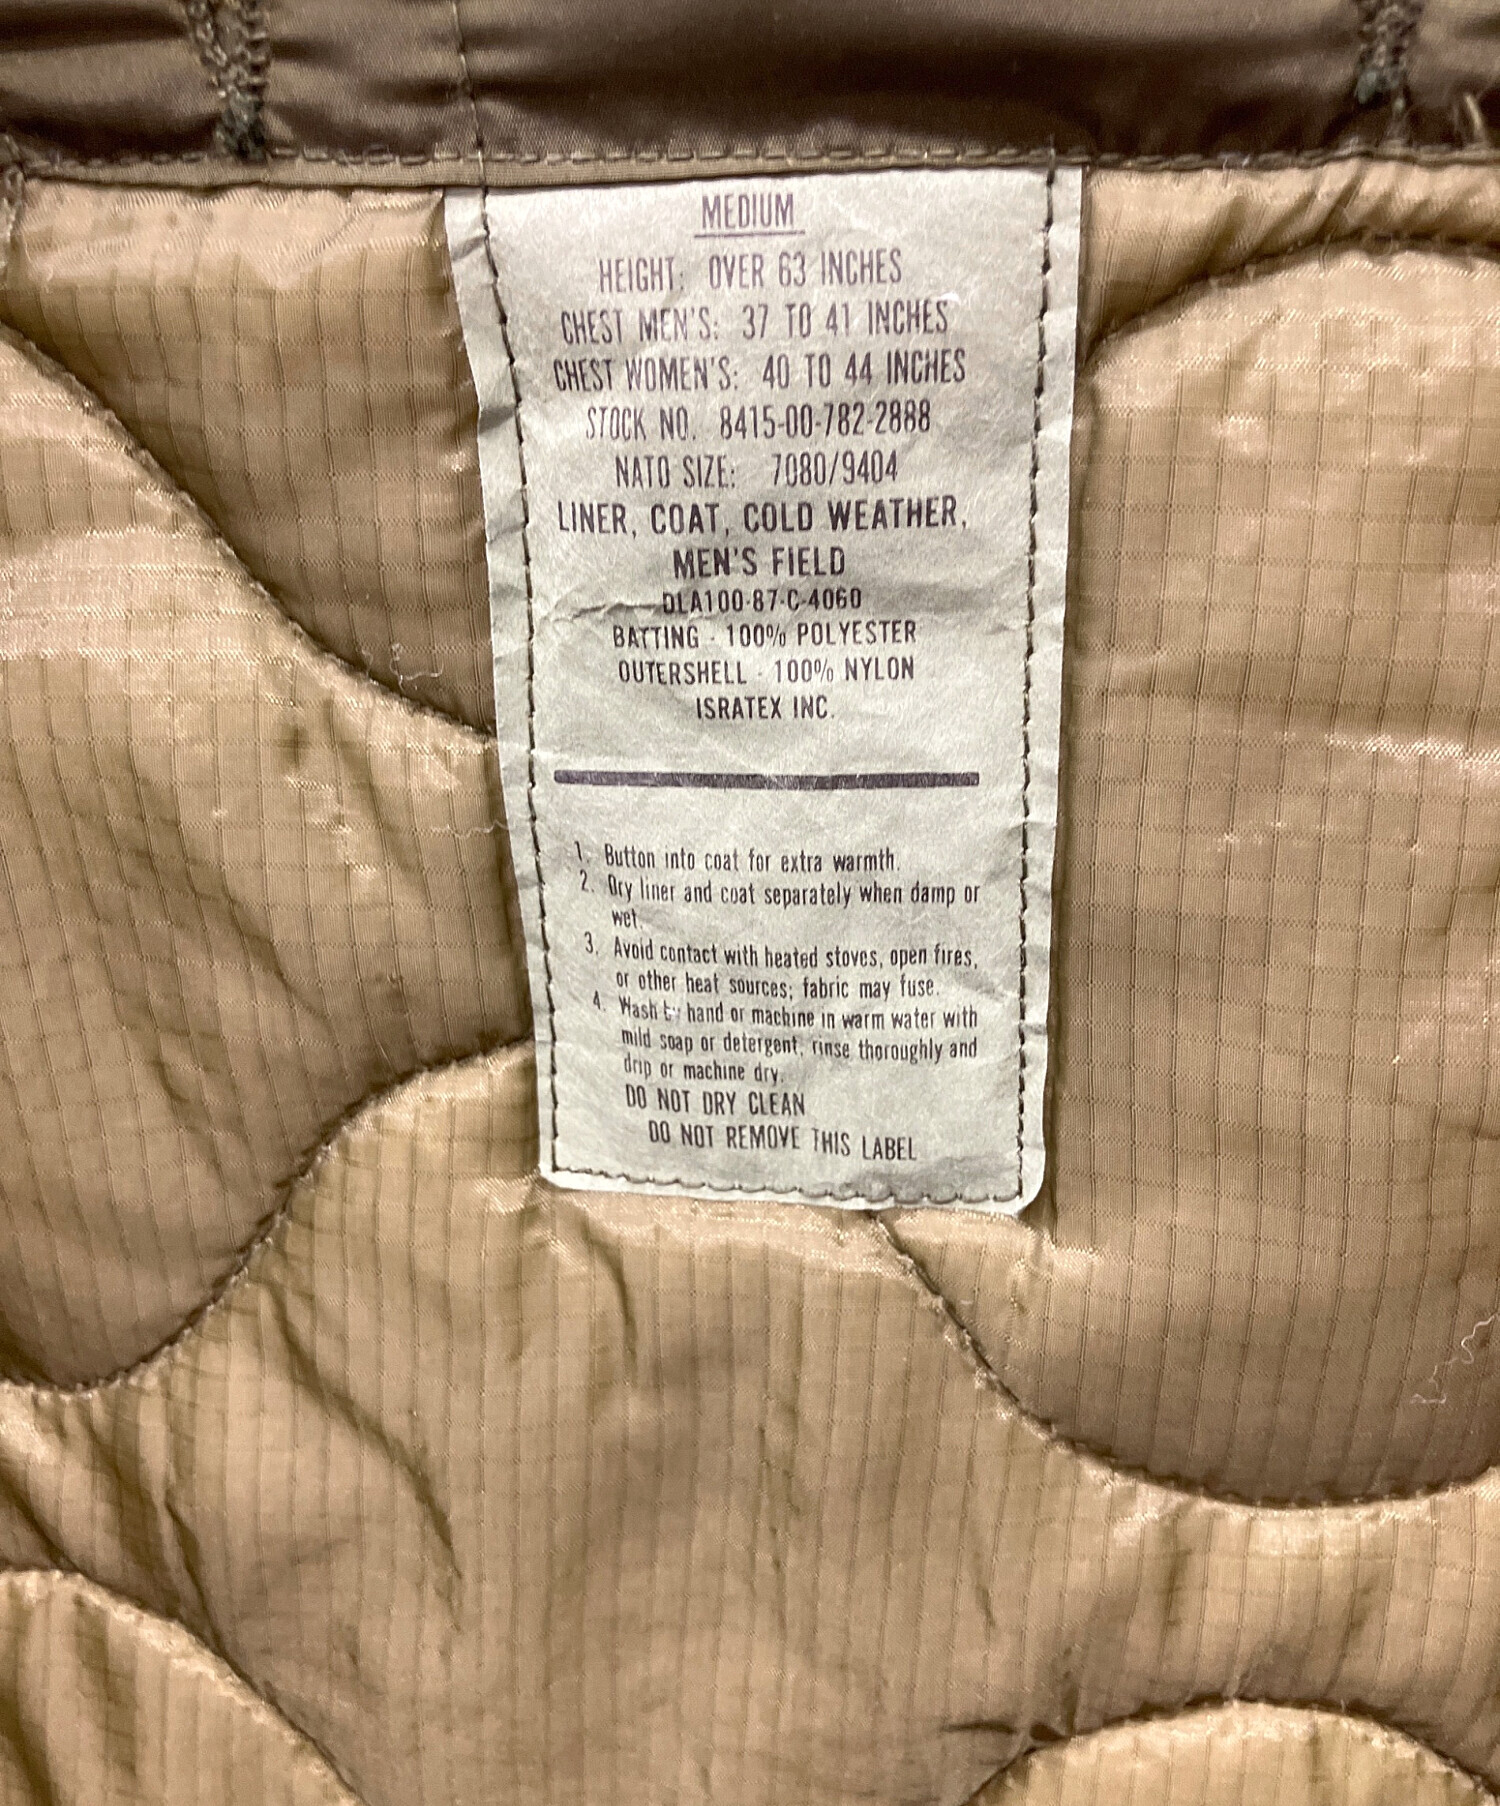 MEDIUM
HEIGHT: OVER 63 INCHES
CHEST MEN'S: 37 TO 41 INCHES
CHEST WOMEN'S: 40 TO 44 INCHES
STOCK NO. 8415-00-782-2888
NATO SIZE: 7080/9404
LINER, COAT, COLD WEATHER,
MEN'S FIELD
DLA100-87-C-4060
BATTING - 100% POLYESTER
OUTERSHELL - 100% NYLON
ISRATEX INC.
1. Button into coat for extra warmth.
2. Dry liner and coat separately when damp or
wet.
3. Avoid contact with heated stoves, open fires,
or other heat sources; fabric may fuse.
4. Wash by hand or machine in warm water with
mild soap or detergent, rinse thoroughly and
drip or machine dry.
DO NOT DRY CLEAN
DO NOT REMOVE THIS LABEL